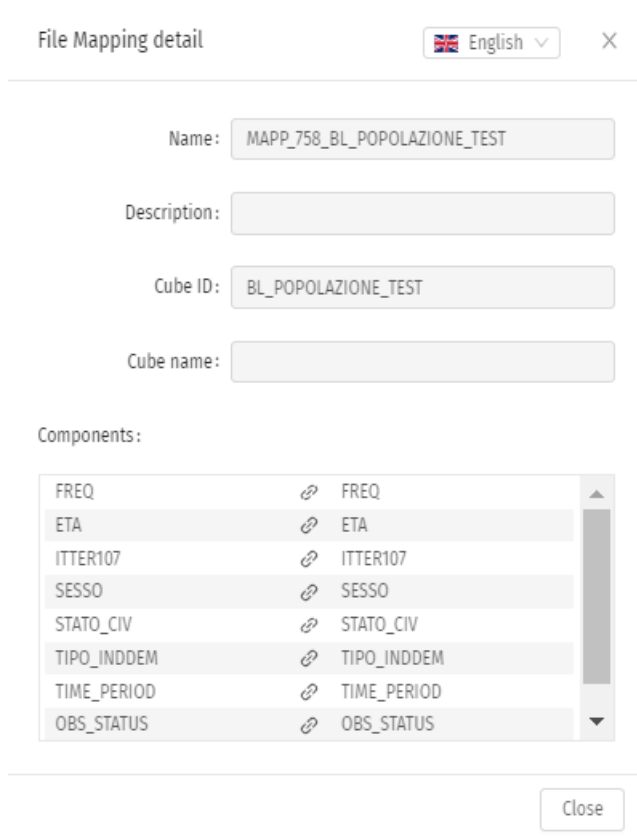 File Mapping detail English
Name: MAPP_758_BL_POPOLAZIONE_TEST
Description:
Cube ID: BL_POPOLAZIONE_TEST
Cube name:
Components:
FREQ FREQ
ETA ETA
ITTER107 ITTER107
SESSO SESSO
STATO_CIV STATO_CIV
TIPO_INDDEM TIPO_INDDEM
TIME_PERIOD TIME_PERIOD
OBS_STATUS OBS_STATUS
Close